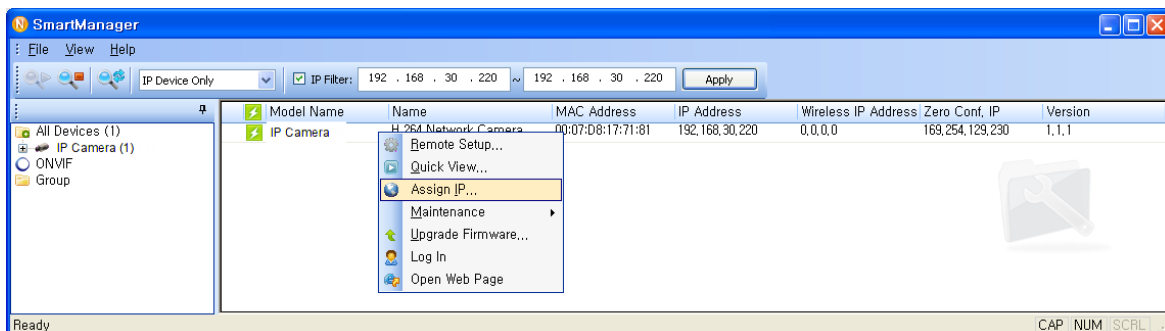 SmartManager
File View Help
IP Device Only IP Filter: 192 . 168 . 30 . 220 ~ 192 . 168 . 30 . 220 Apply
Model Name Name MAC Address IP Address Wireless IP Address Zero Conf, IP Version
All Devices (1)
IP Camera (1)
ONVIF
Group
IP Camera H.264 Network Camera 00:07:D8:17:71:81 192,168,30,220 0,0,0,0 169,254,129,230 1,1,1
Remote Setup...
Quick View...
Assign IP...
Maintenance
Upgrade Firmware...
Log In
Open Web Page
Ready CAP NUM SCRL